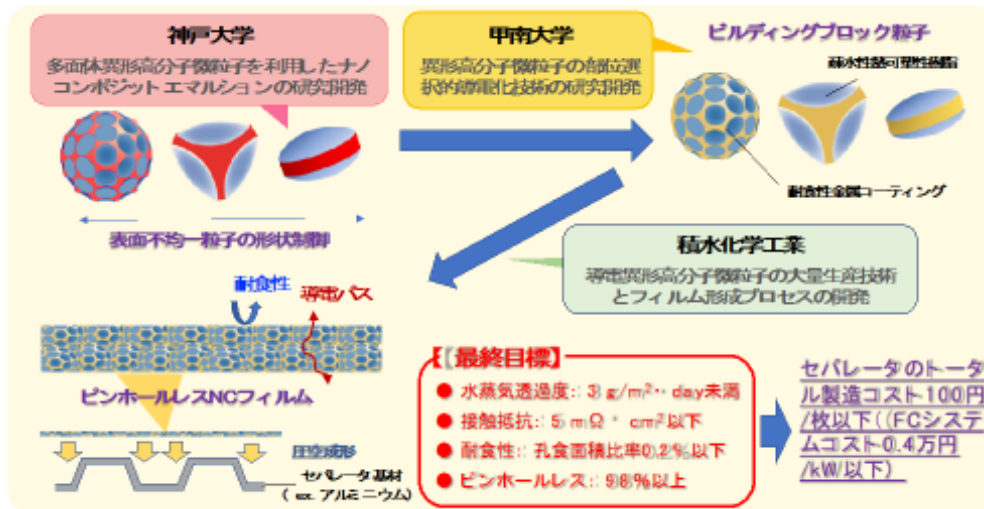 神戸大学
多面体異形高分子微粒子を利用したナノ
コンポジットエマルションの研究開発
甲南大学
異形高分子微粒子の部位選
択的導電化技術の研究開発
ビルディングブロック粒子
疎水性熱可塑性樹脂
耐食性金属コーティング
表面不均一粒子の形状制御
積水化学工業
導電異形高分子微粒子の大量生産技術
とフィルム形成プロセスの開発
耐食性
導電パス
ピンホールレスNCフィルム
圧空成形
セパレータ基材
(ex. アルミニウム)
【最終目標】
● 水蒸気透過度: 3 g/m²・day未満
● 接触抵抗: 5 mΩ・cm²以下
● 耐食性: 孔食面積比率0.2%以下
● ピンホールレス: 98%以上
セパレータのトータ
ル製造コスト100円
/枚以下(FCシステ
ムコスト0.4万円
/kW以下)